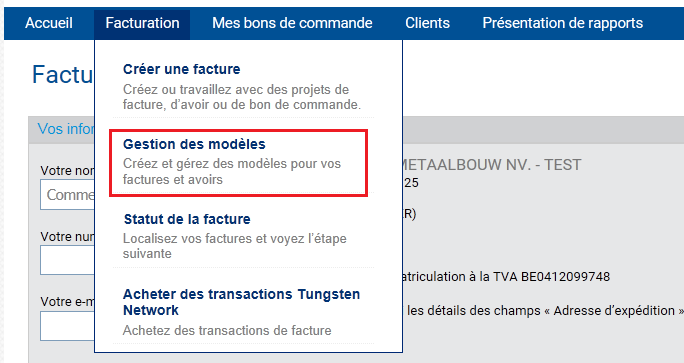 Accueil Facturation Mes bons de commande Clients Présentation de rapports
Factu
Créer une facture
Créez ou travaillez avec des projets de
facture, d'avoir ou de bon de commande.
Vos infor
Gestion des modèles
Créez et gérez des modèles pour vos
factures et avoirs
Votre nor
METAALBOUW NV. - TEST
25
Comme
ER)
Statut de la facture
Localisez vos factures et voyez l'étape
suivante
Votre nur
atriculation à la TVA BE0412099748
Votre e-m
Acheter des transactions Tungsten
Network
Achetez des transactions de facture
les détails des champs « Adresse d'expédition »